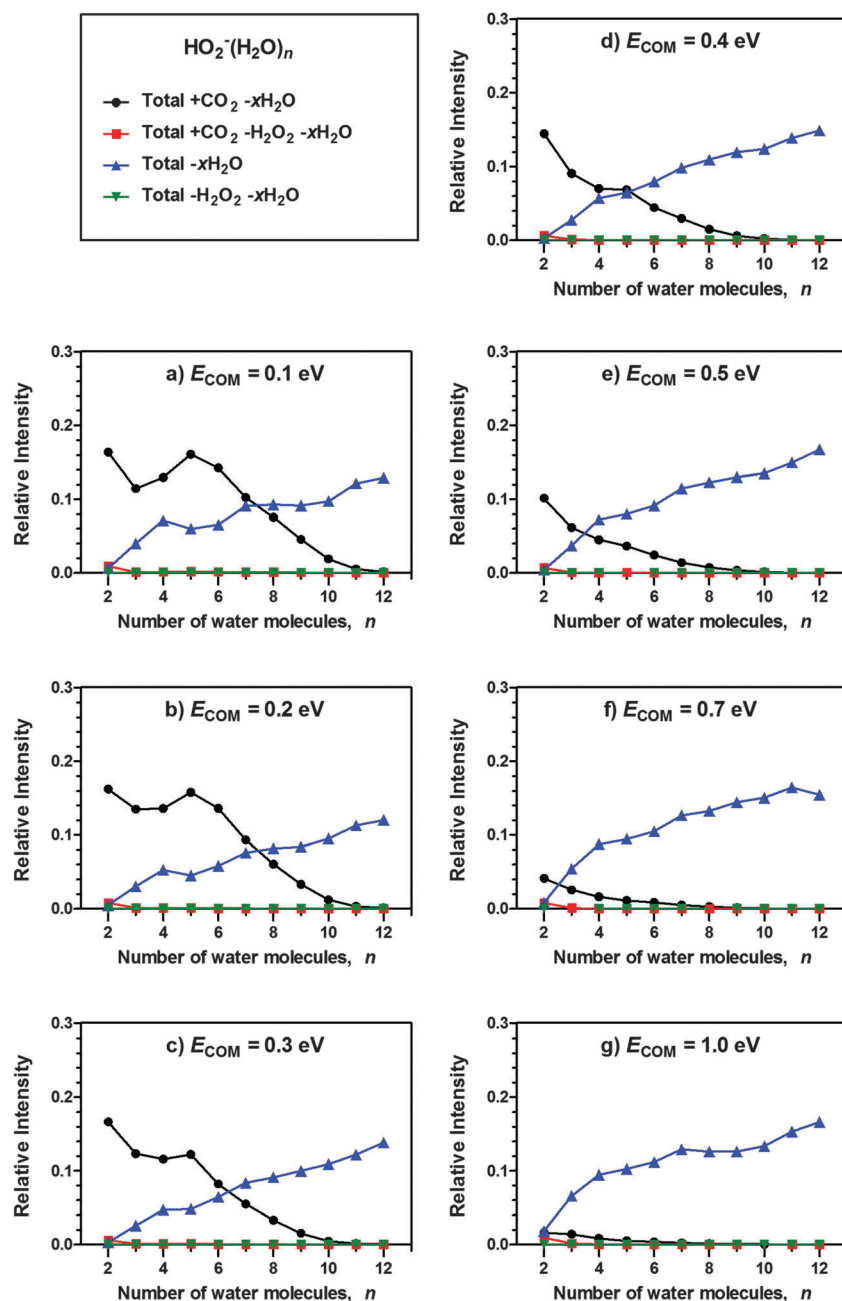 HO₂⁻(H₂O)ₙ
Total +CO₂ -xH₂O
Total +CO₂ -H₂O₂ -xH₂O
Total -xH₂O
Total -H₂O₂ -xH₂O
d) E_COM = 0.4 eV
Relative Intensity
0.3
0.2
0.1
0.0
2 4 6 8 10 12
Number of water molecules, n
a) E_COM = 0.1 eV
Relative Intensity
0.3
0.2
0.1
0.0
2 4 6 8 10 12
Number of water molecules, n
e) E_COM = 0.5 eV
Relative Intensity
0.3
0.2
0.1
0.0
2 4 6 8 10 12
Number of water molecules, n
b) E_COM = 0.2 eV
Relative Intensity
0.3
0.2
0.1
0.0
2 4 6 8 10 12
Number of water molecules, n
f) E_COM = 0.7 eV
Relative Intensity
0.3
0.2
0.1
0.0
2 4 6 8 10 12
Number of water molecules, n
c) E_COM = 0.3 eV
Relative Intensity
0.3
0.2
0.1
0.0
2 4 6 8 10 12
Number of water molecules, n
g) E_COM = 1.0 eV
Relative Intensity
0.3
0.2
0.1
0.0
2 4 6 8 10 12
Number of water molecules, n